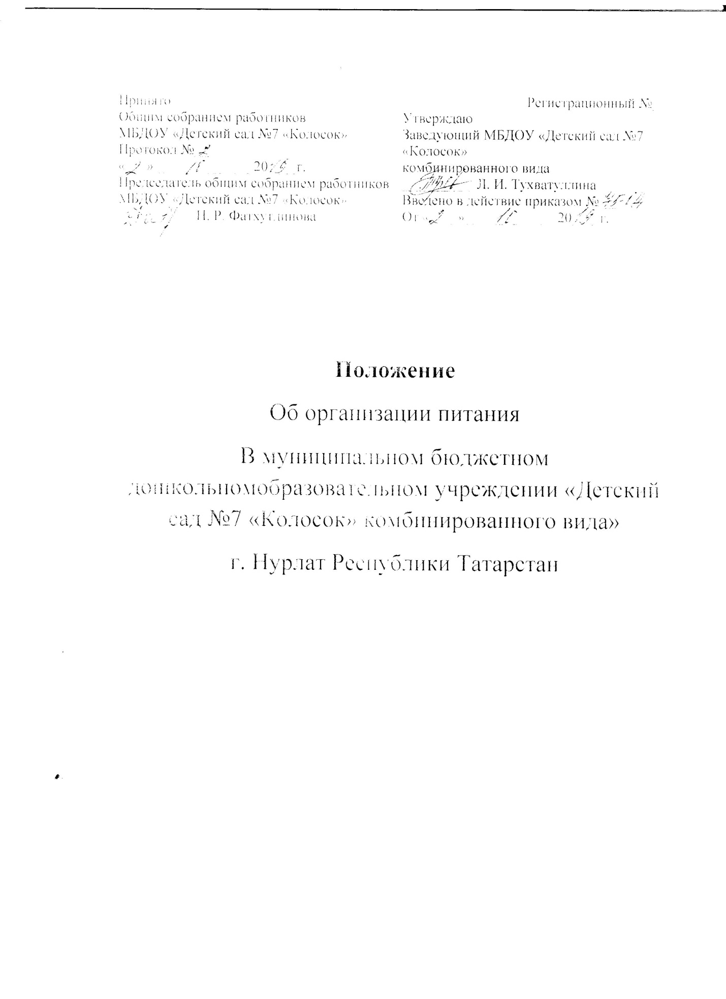 Принято
Общим собранием работников
МБДОУ «Детский сад №7 «Колосок»
Протокол № 2
«2» 20 г.
Председатель общим собранием работников
МБДОУ «Детский сад №7 «Колосок»
Н. Р. Фатхутдинова
Регистрационный №
Утверждаю
Заведующий МБДОУ «Детский сад №7
«Колосок»
комбинированного вида
Л. И. Тухватуллина
Введено в действие приказом №
От «2» 20 г.
Положение
Об организации питания
В муниципальном бюджетном
дошкольномобразовательном учреждении «Детский
сад №7 «Колосок» комбинированного вида»
г. Нурлат Республики Татарстан